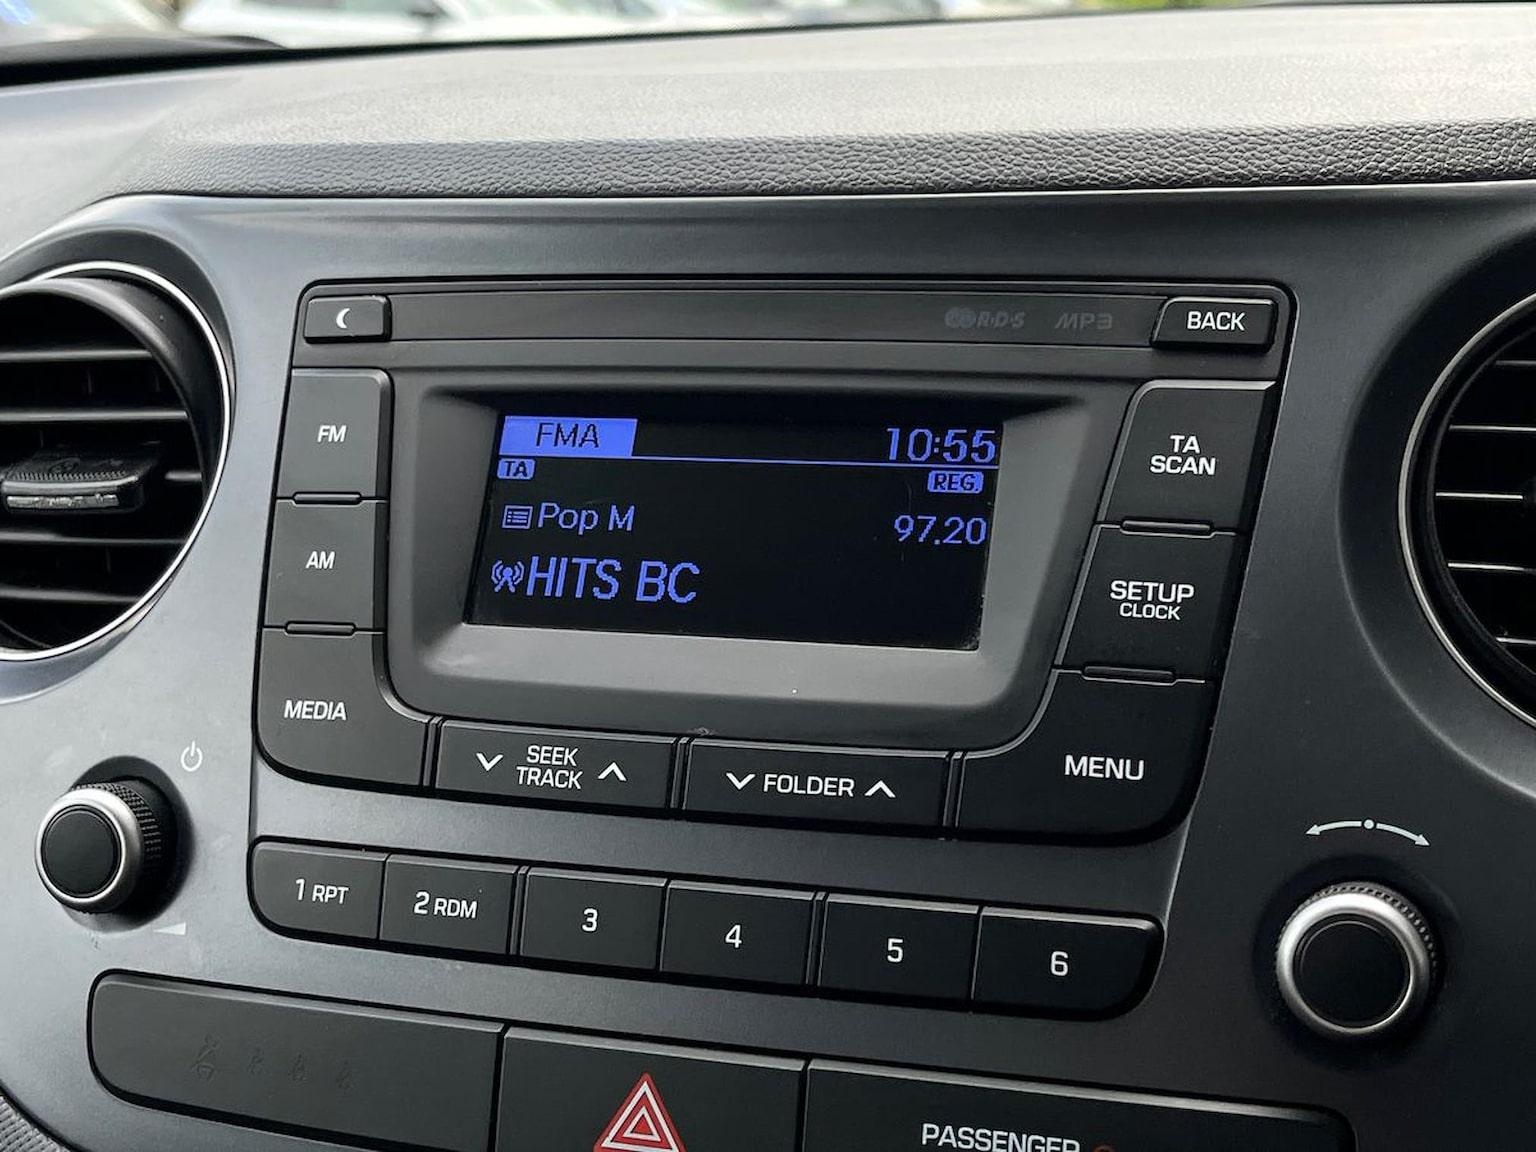 R·D·S MP3 BACK
FM
FMA 10:55
TA REG.
Pop M 97.20
HITS BC
TA
SCAN
AM
SETUP
CLOCK
MEDIA
SEEK
TRACK
FOLDER
MENU
1 RPT 2 RDM 3 4 5 6
PASSENGER